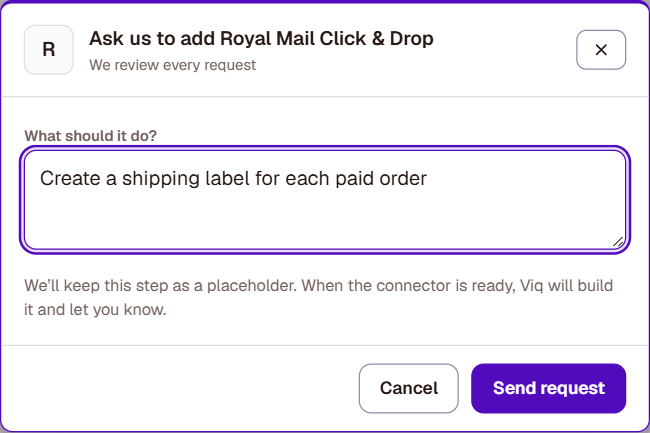 R
Ask us to add Royal Mail Click & Drop
We review every request
What should it do?
Create a shipping label for each paid order
We’ll keep this step as a placeholder. When the connector is ready, Viq will build
it and let you know.
Cancel
Send request